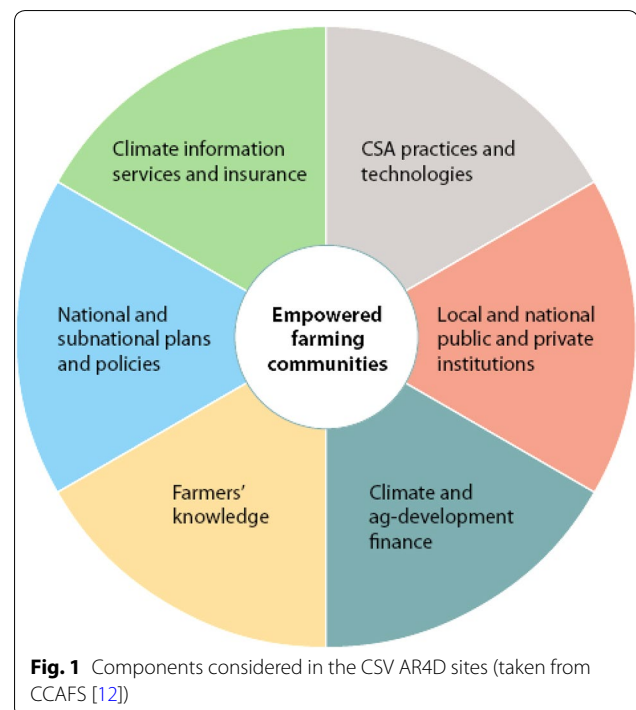 Climate information
services and insurance
CSA practices and
technologies
National and
subnational plans
and policies
Empowered
farming
communities
Local and national
public and private
institutions
Farmers'
knowledge
Climate and
ag-development
finance
Fig. 1 Components considered in the CSV AR4D sites (taken from
CCAFS [12])